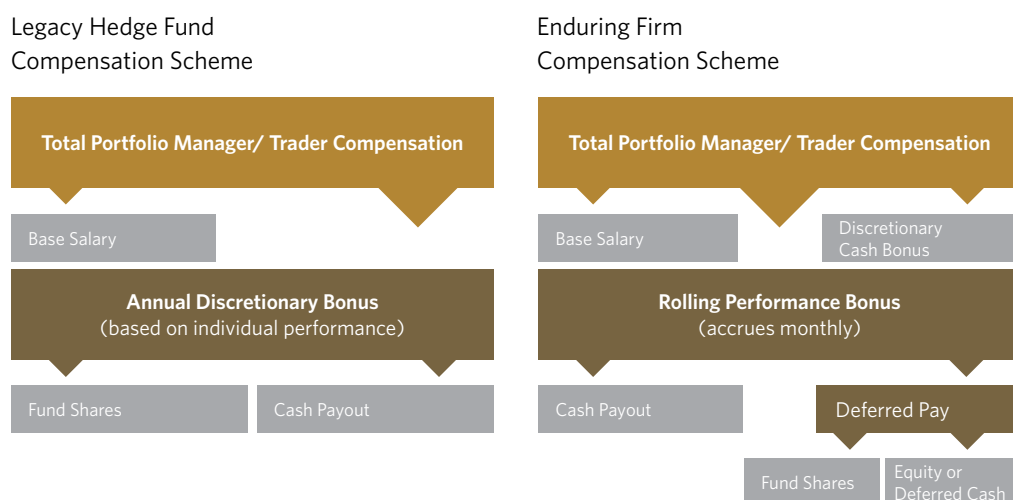 Legacy Hedge Fund
Compensation Scheme
Total Portfolio Manager/ Trader Compensation
Base Salary
Annual Discretionary Bonus
(based on individual performance)
Fund Shares
Cash Payout
Enduring Firm
Compensation Scheme
Total Portfolio Manager/ Trader Compensation
Base Salary
Discretionary
Cash Bonus
Rolling Performance Bonus
(accrues monthly)
Cash Payout
Deferred Pay
Fund Shares
Equity or
Deferred Cash